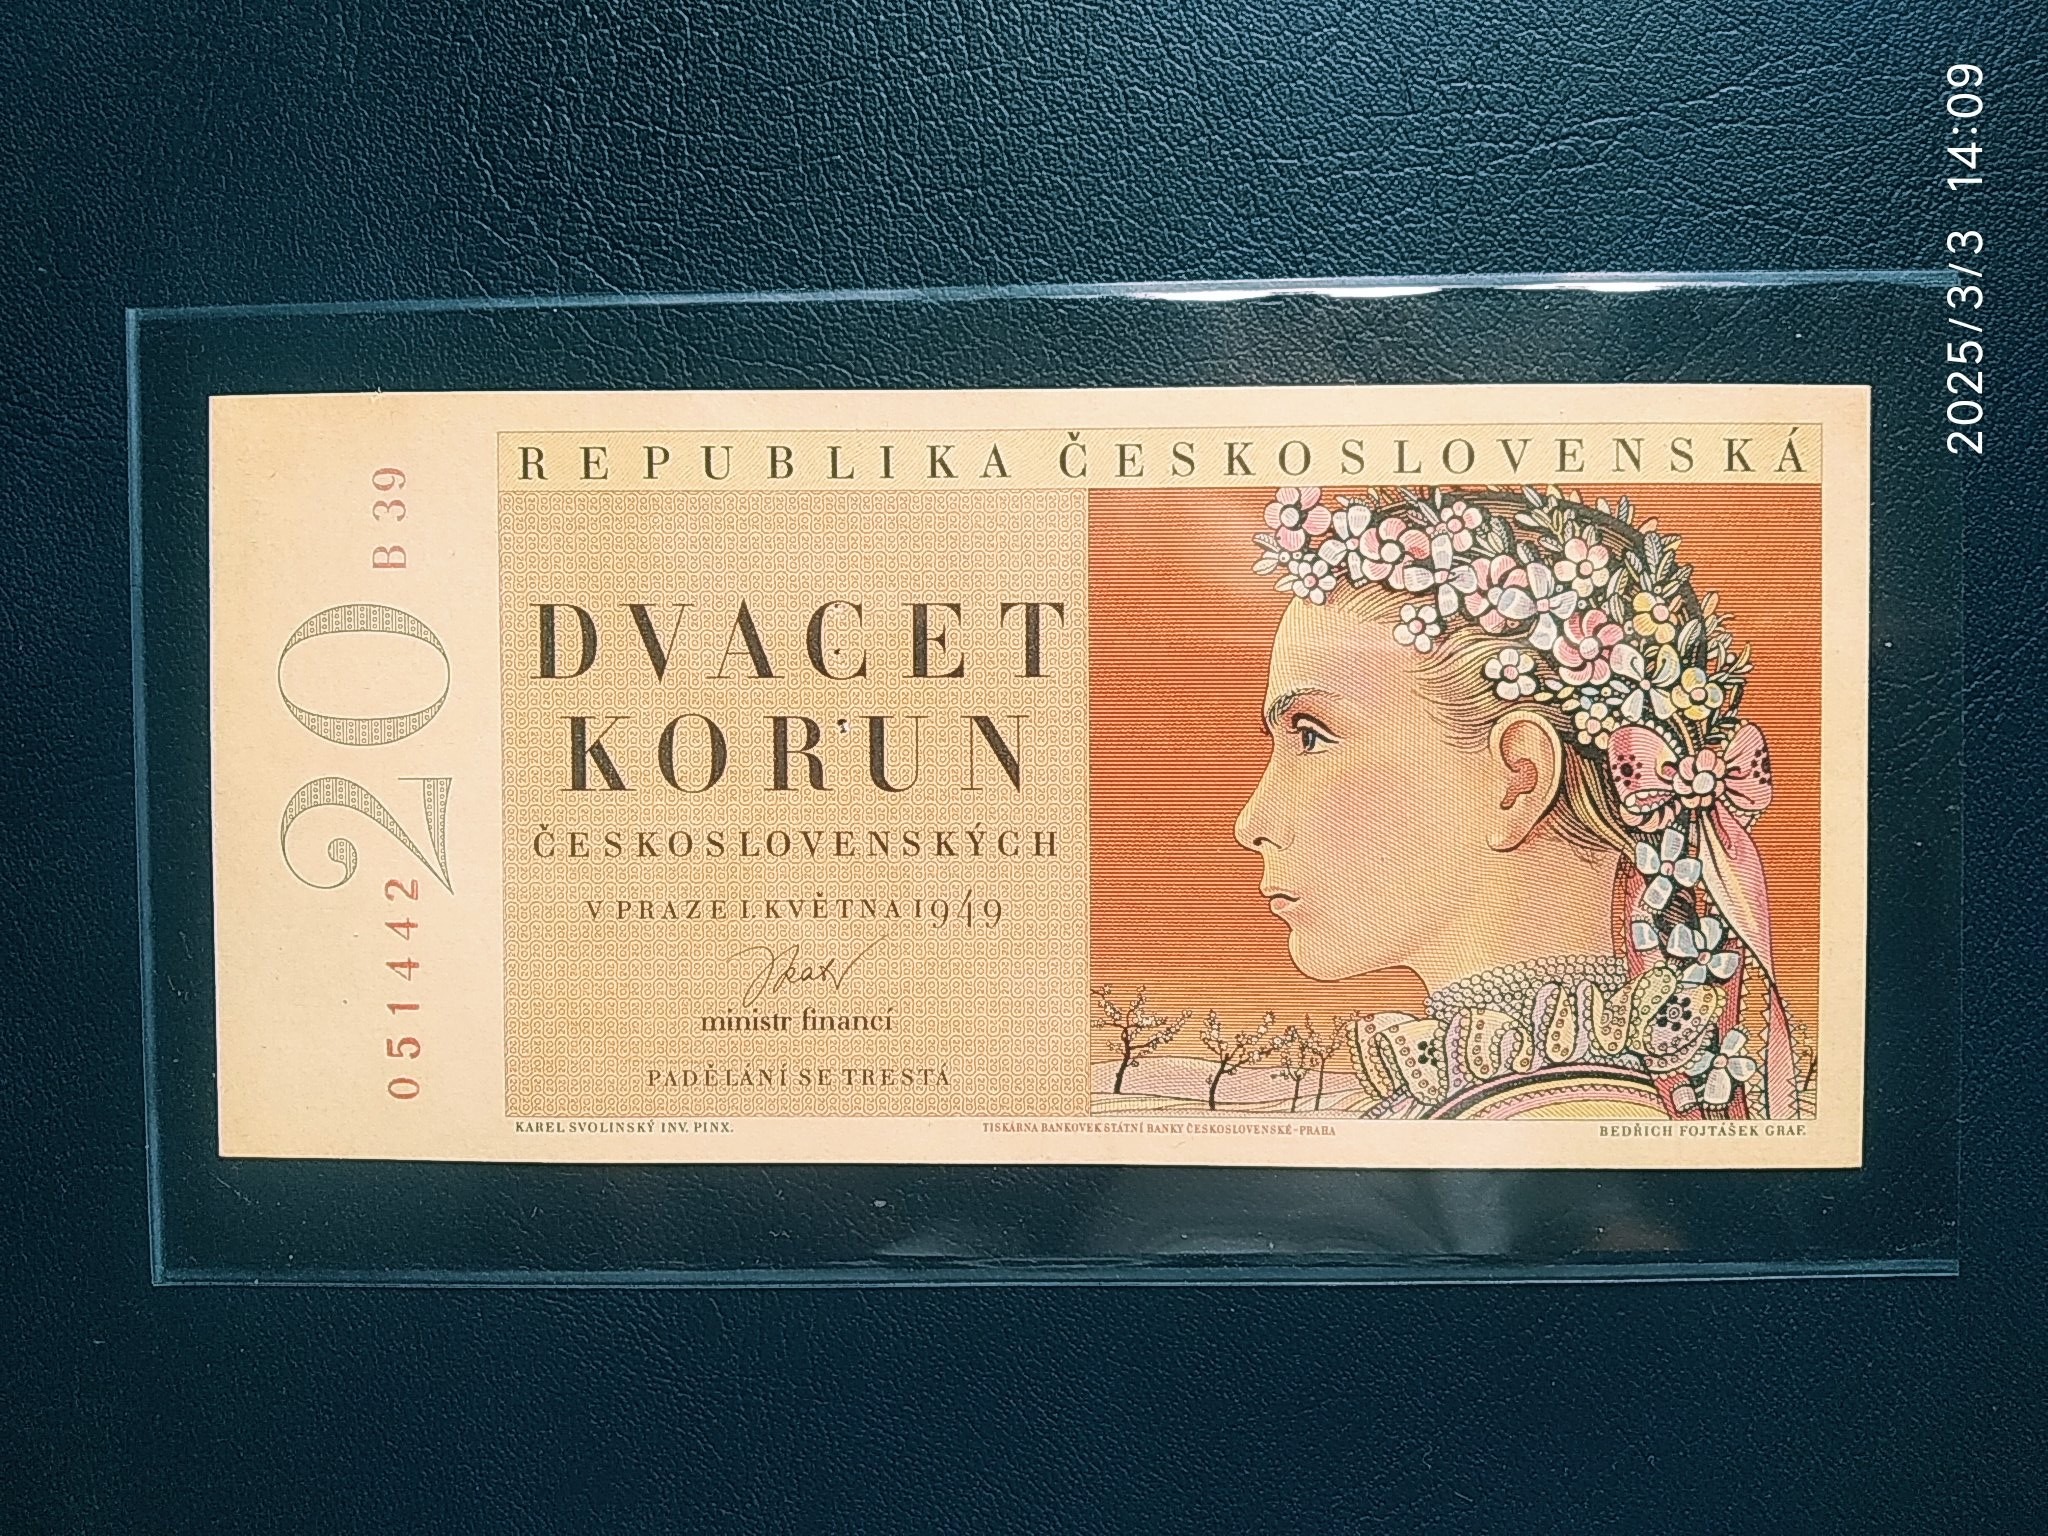 REPUBLIKA ČESKOSLOVENSKÁ
20
B 39
051442
DVACET
KORUN
ČESKOSLOVENSKÝCH
V PRAZE 1. KVĚTNA 1949
ministr financí
PADĚLÁNÍ SE TRESTÁ
KAREL SVOLINSKÝ INV. PINX.
TISKÁRNA BANKOVEK STÁTNÍ BANKY ČESKOSLOVENSKÉ-PRAHA
BEDŘICH FOJTÁŠEK GRAF.
2025/3/3 14:09